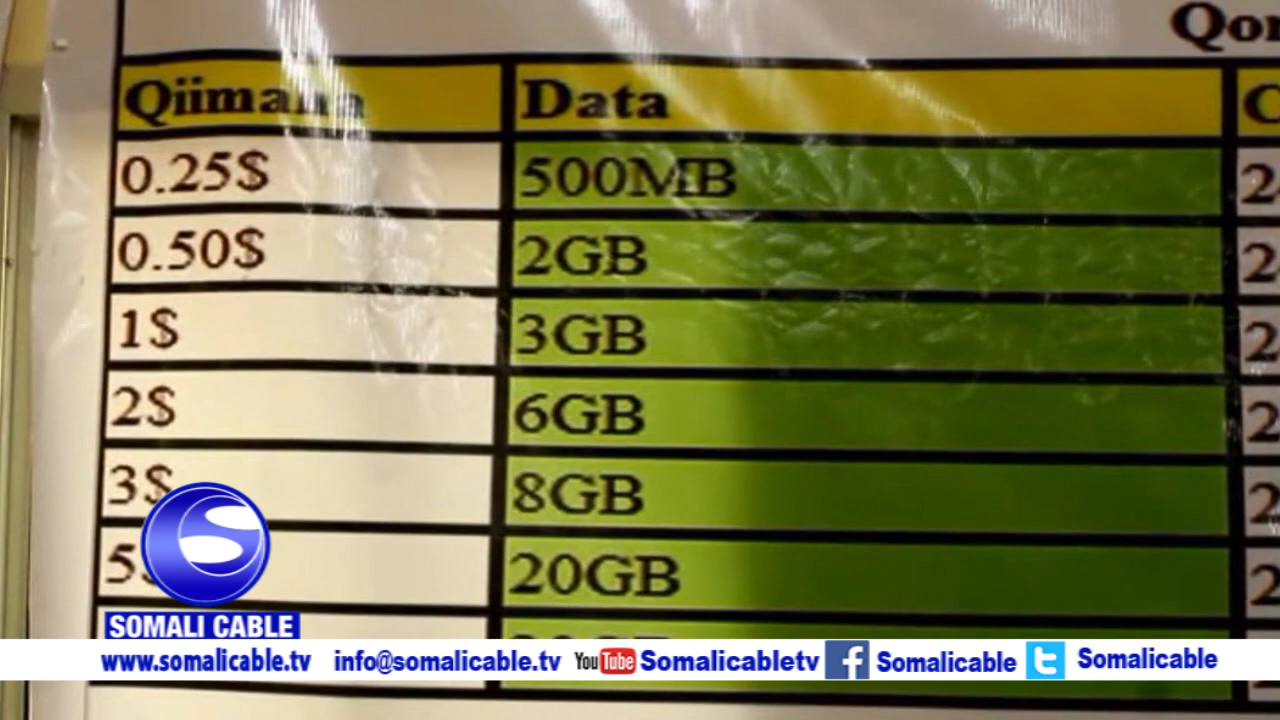 Qiimaha Data
0.25$ 500MB
0.50$ 2GB
1$ 3GB
2$ 6GB
3$ 8GB
5$ 20GB
SOMALI CABLE
www.somalicable.tv info@somalicable.tv YouTube Somalicabletv Somalicable Somalicable